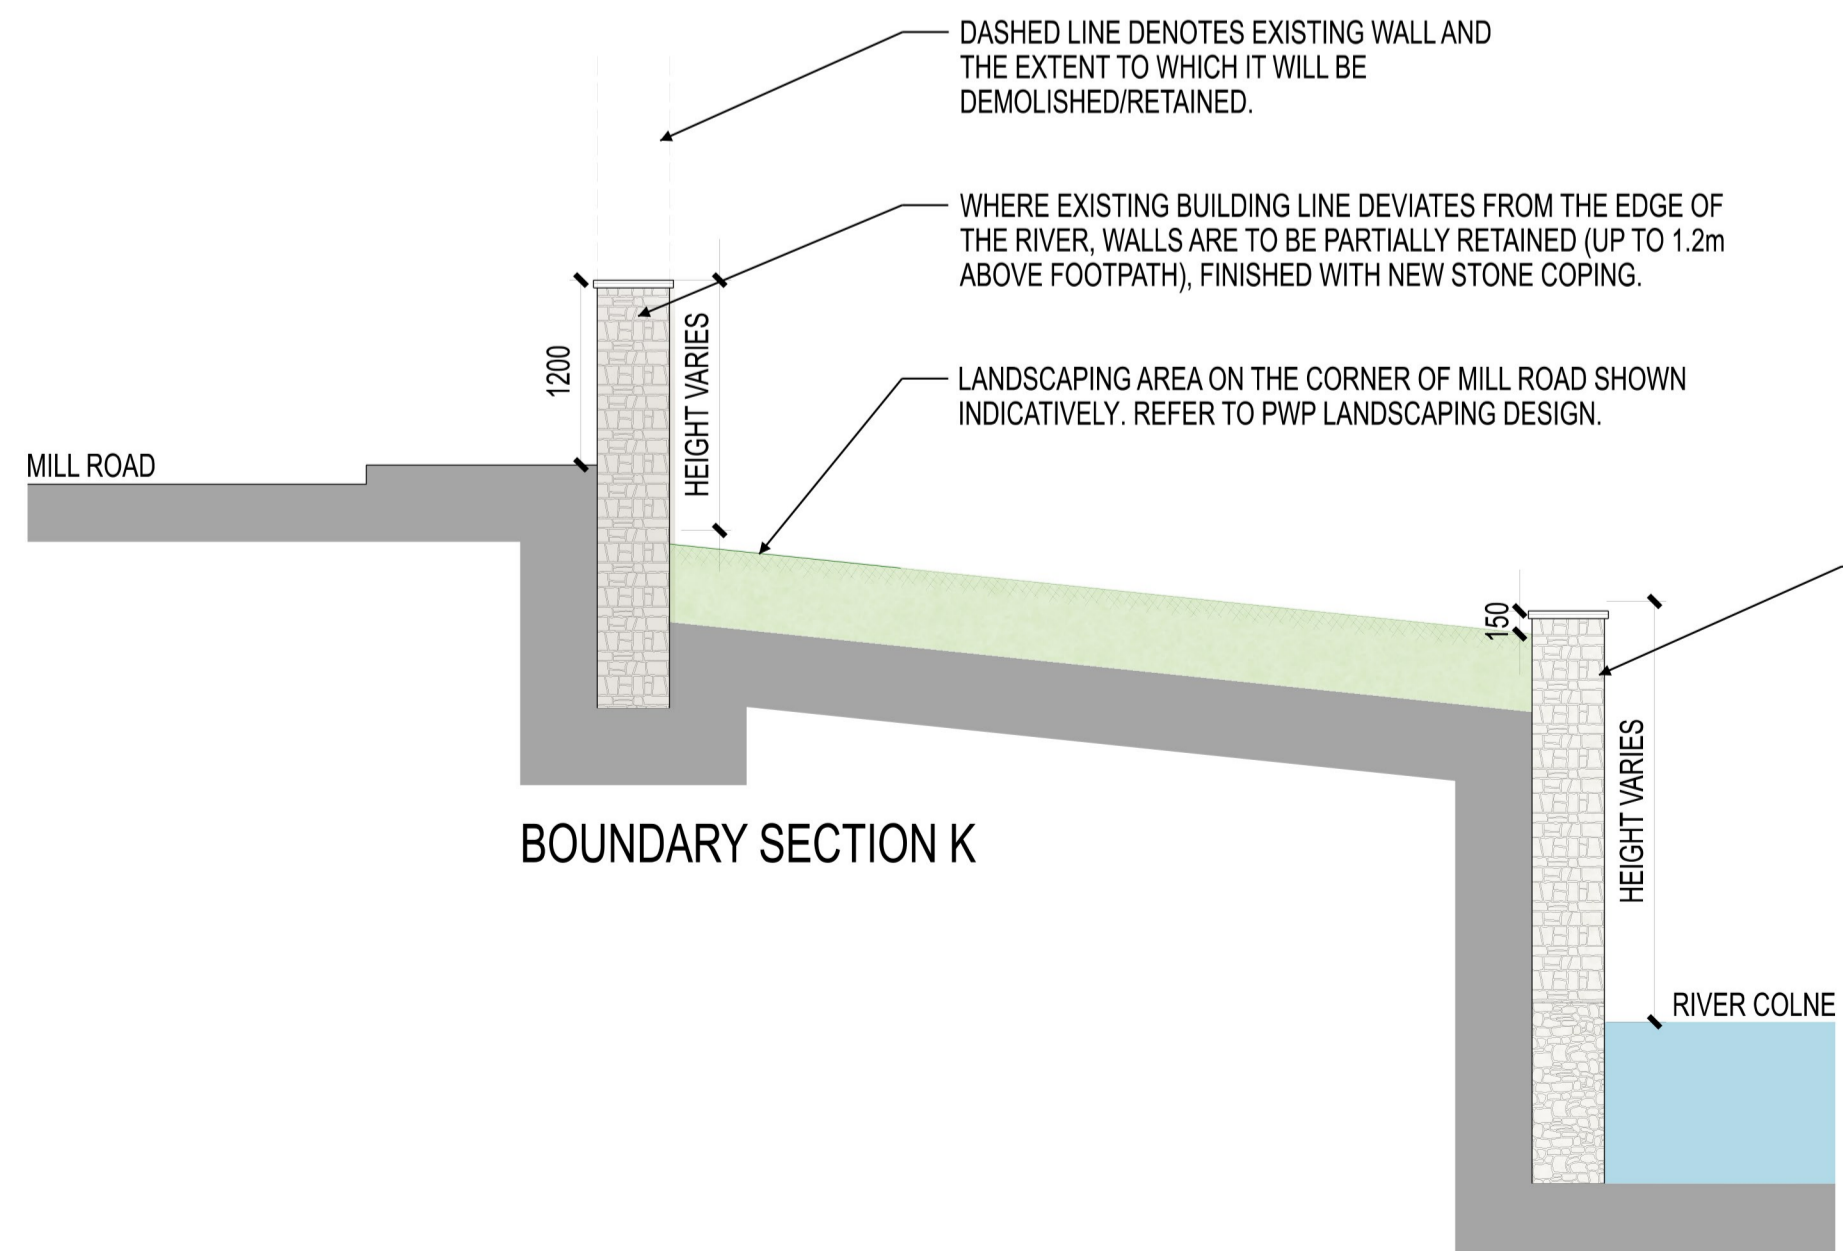 DASHED LINE DENOTES EXISTING WALL AND
THE EXTENT TO WHICH IT WILL BE
DEMOLISHED/RETAINED.
WHERE EXISTING BUILDING LINE DEVIATES FROM THE EDGE OF
THE RIVER, WALLS ARE TO BE PARTIALLY RETAINED (UP TO 1.2m
ABOVE FOOTPATH), FINISHED WITH NEW STONE COPING.
1200
HEIGHT VARIES
LANDSCAPING AREA ON THE CORNER OF MILL ROAD SHOWN
INDICATIVELY. REFER TO PWP LANDSCAPING DESIGN.
MILL ROAD
150
HEIGHT VARIES
BOUNDARY SECTION K
RIVER COLNE